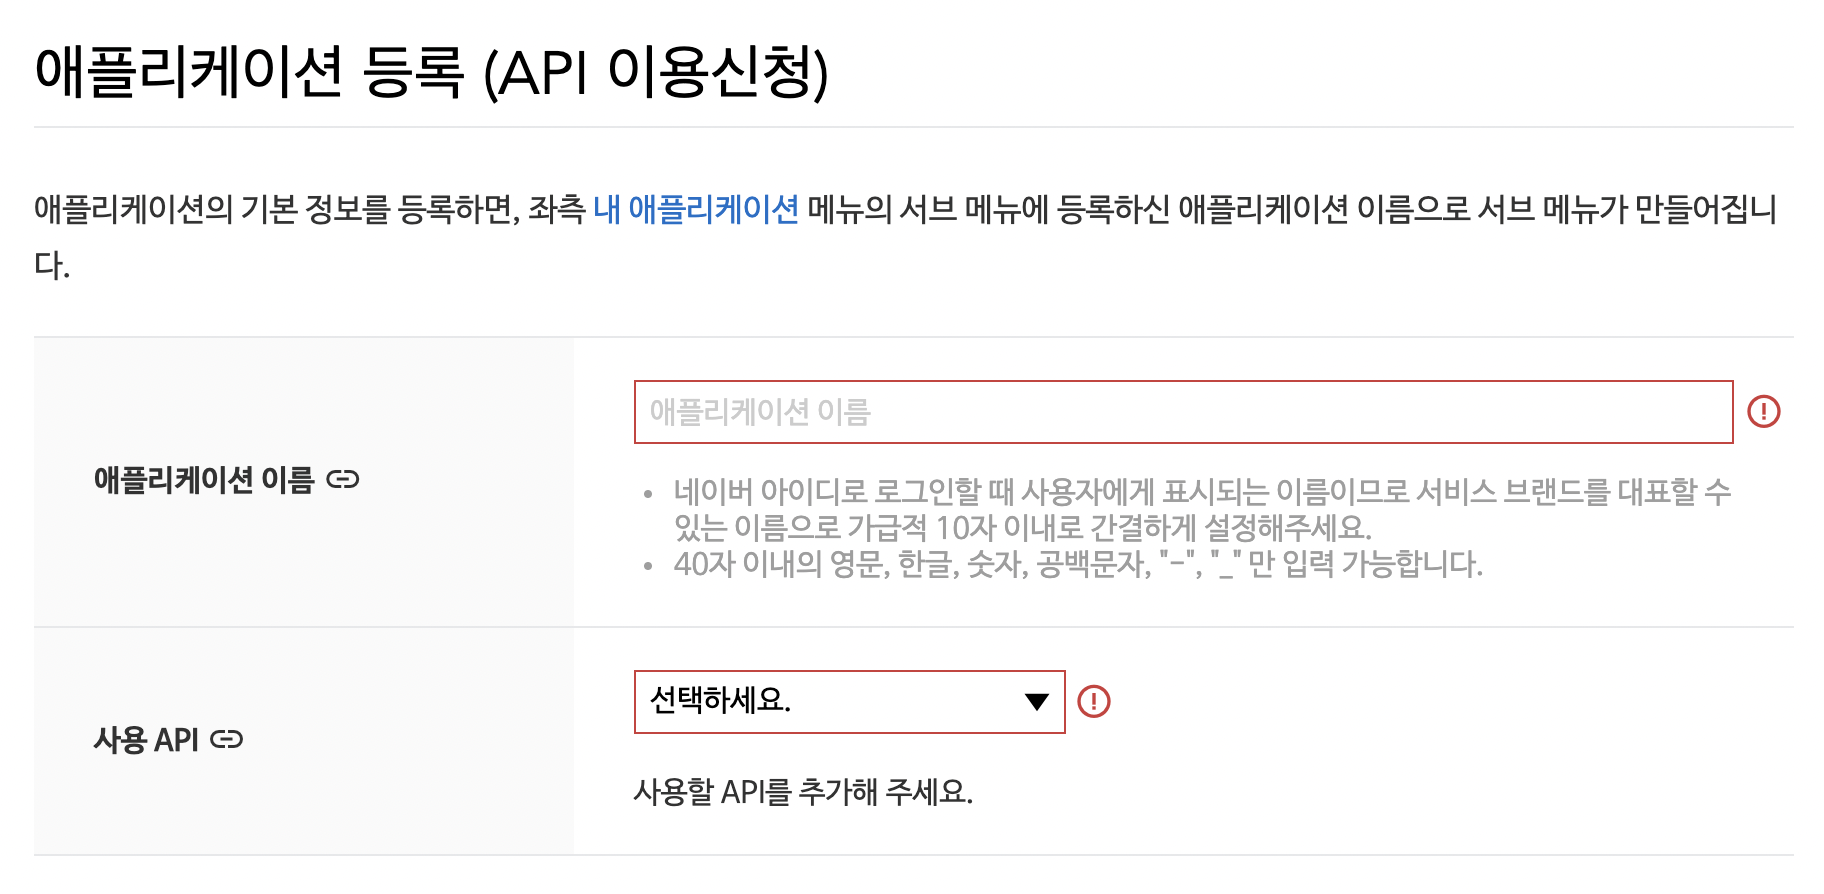 애플리케이션 등록 (API 이용신청)
애플리케이션의 기본 정보를 등록하면, 좌측 내 애플리케이션 메뉴의 서브 메뉴에 등록하신 애플리케이션 이름으로 서브 메뉴가 만들어집니
다.
애플리케이션 이름
애플리케이션 이름
• 네이버 아이디로 로그인할 때 사용자에게 표시되는 이름이므로 서비스 브랜드를 대표할 수
있는 이름으로 가급적 10자 이내로 간결하게 설정해주세요.
• 40자 이내의 영문, 한글, 숫자, 공백문자, "-", "_" 만 입력 가능합니다.
사용 API
선택하세요.
사용할 API를 추가해 주세요.